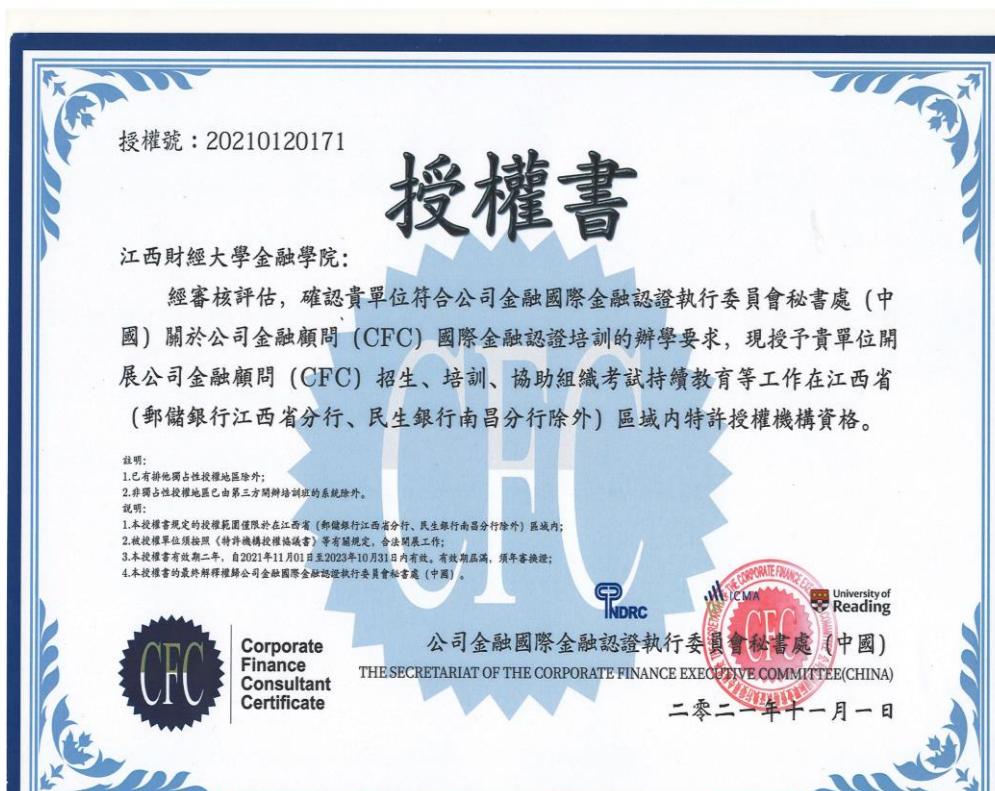 授權號：20210120171
授權書
江西財經大學金融學院：
經審核評估，確認貴單位符合公司金融國際金融認證執行委員會秘書處（中
國）關於公司金融顧問（CFC）國際金融認證培訓的辦學要求，現授予貴單位開
展公司金融顧問（CFC）招生、培訓、協助組織考試持續教育等工作在江西省
（郵儲銀行江西省分行、民生銀行南昌分行除外）區域内特許授權機構資格。
註明：
1.已有排他獨占性授權地區除外；
2.非獨占性授權地區已由第三方開辦培訓班的系統除外。
説明：
1.本授權書規定的授權範圍僅限於在江西省（郵儲銀行江西省分行、民生銀行南昌分行除外）區域内；
2.被授權單位須按照《特許機構授權協議書》等有關規定，合法開展工作；
3.本授權書有效期二年，自2021年11月01日至2023年10月31日内有效。有效期届滿，須年審換證；
4.本授權書的最終解釋權歸公司金融國際金融認證執行委員會秘書處（中國）。
CFC
NDRC
ICMA
University of
Reading
CFC
Corporate
Finance
Consultant
Certificate
CFC
公司金融國際金融認證執行委員會秘書處（中國）
THE SECRETARIAT OF THE CORPORATE FINANCE EXECUTIVE COMMITTEE(CHINA)
二零二一年十一月一日